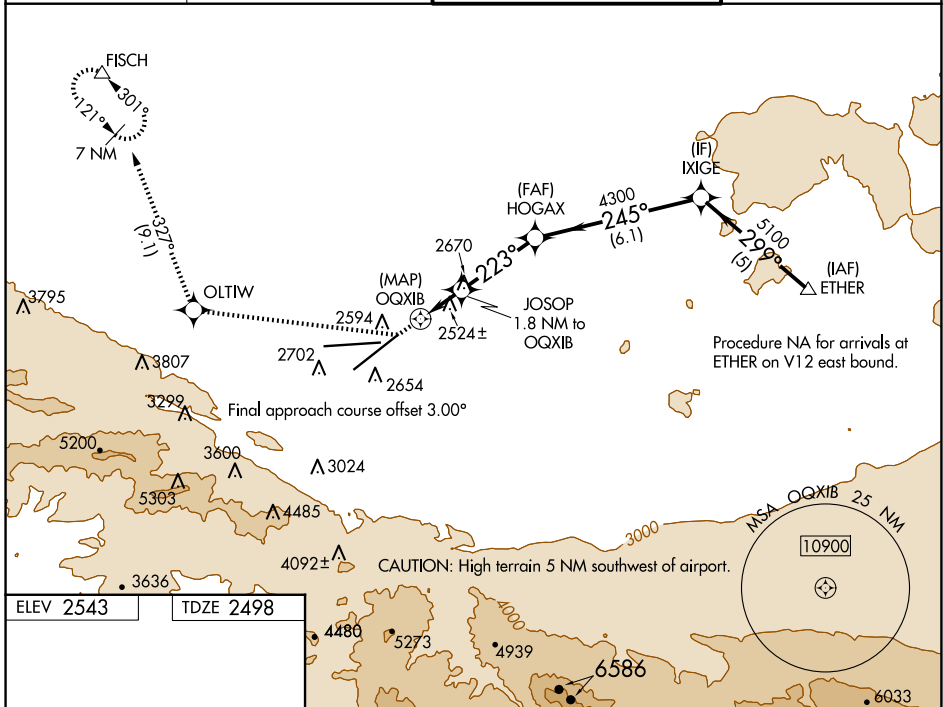 FISCH
301°
121°
7 NM
(IF)
IXIGE
(FAF)
HOGAX
4300
245°
(6.1)
5100
299°
(5)
(IAF)
ETHER
327°
(9.1)
2670
223°
(MAP)
OQXIB
OLTIW
JOSOP
1.8 NM to
OQXIB
3795
2594
2524±
Procedure NA for arrivals at
ETHER on V12 east bound.
2702
3807
2654
3299
Final approach course offset 3.00°
5200
3600
3024
5303
4485
MSA OQXIB 25 NM
3000
10900
4092±
CAUTION: High terrain 5 NM southwest of airport.
3636
4000
ELEV 2543
TDZE 2498
4480
5273
4939
6586
6033